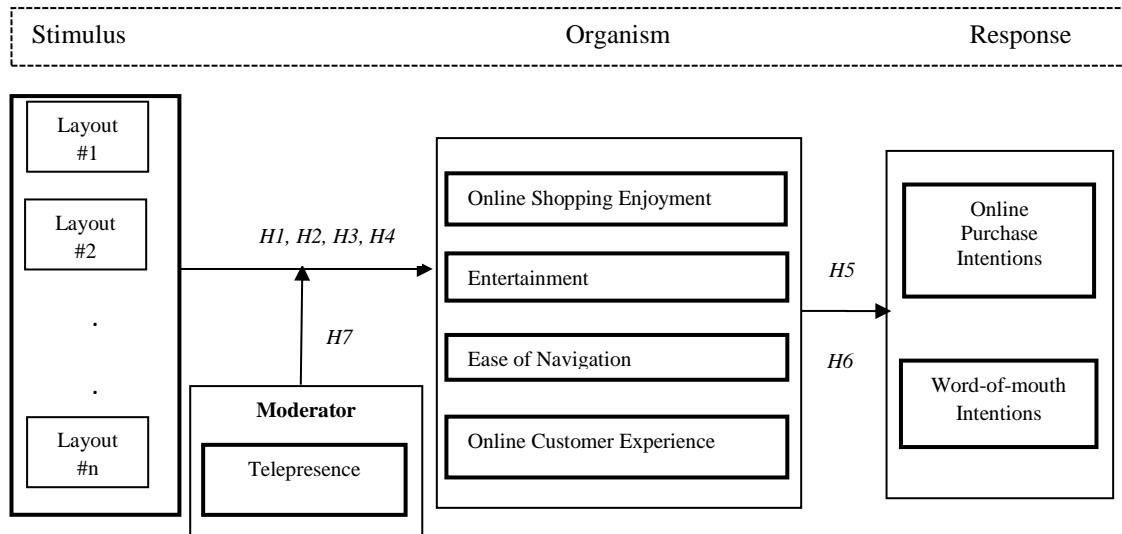 Stimulus Organism Response
Layout
#1
Layout
#2
.
.
Layout
#n
H1, H2, H3, H4
H7
Moderator
Telepresence
Online Shopping Enjoyment
Entertainment
Ease of Navigation
Online Customer Experience
H5
H6
Online
Purchase
Intentions
Word-of-mouth
Intentions